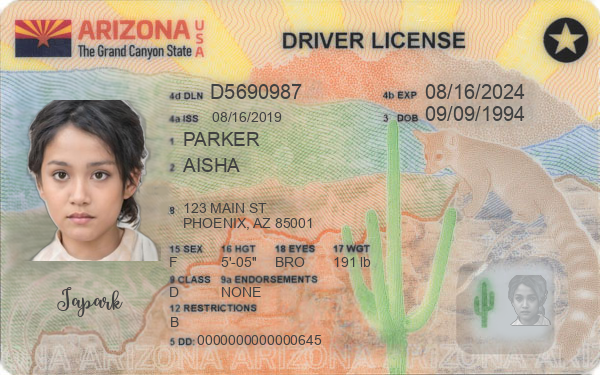 ARIZONA USA
The Grand Canyon State
DRIVER LICENSE
4d DLN D5690987
4b EXP 08/16/2024
4a ISS 08/16/2019
3 DOB 09/09/1994
1 PARKER
2 AISHA
8 123 MAIN ST
PHOENIX, AZ 85001
15 SEX 16 HGT 18 EYES 17 WGT
F 5'-05" BRO 191 lb
9 CLASS 9a ENDORSEMENTS
D NONE
12 RESTRICTIONS
B
Japark
5 DD: 0000000000000645
ONA ARIZONA ARIZONA ARIZONA ARIZONA ARIZ